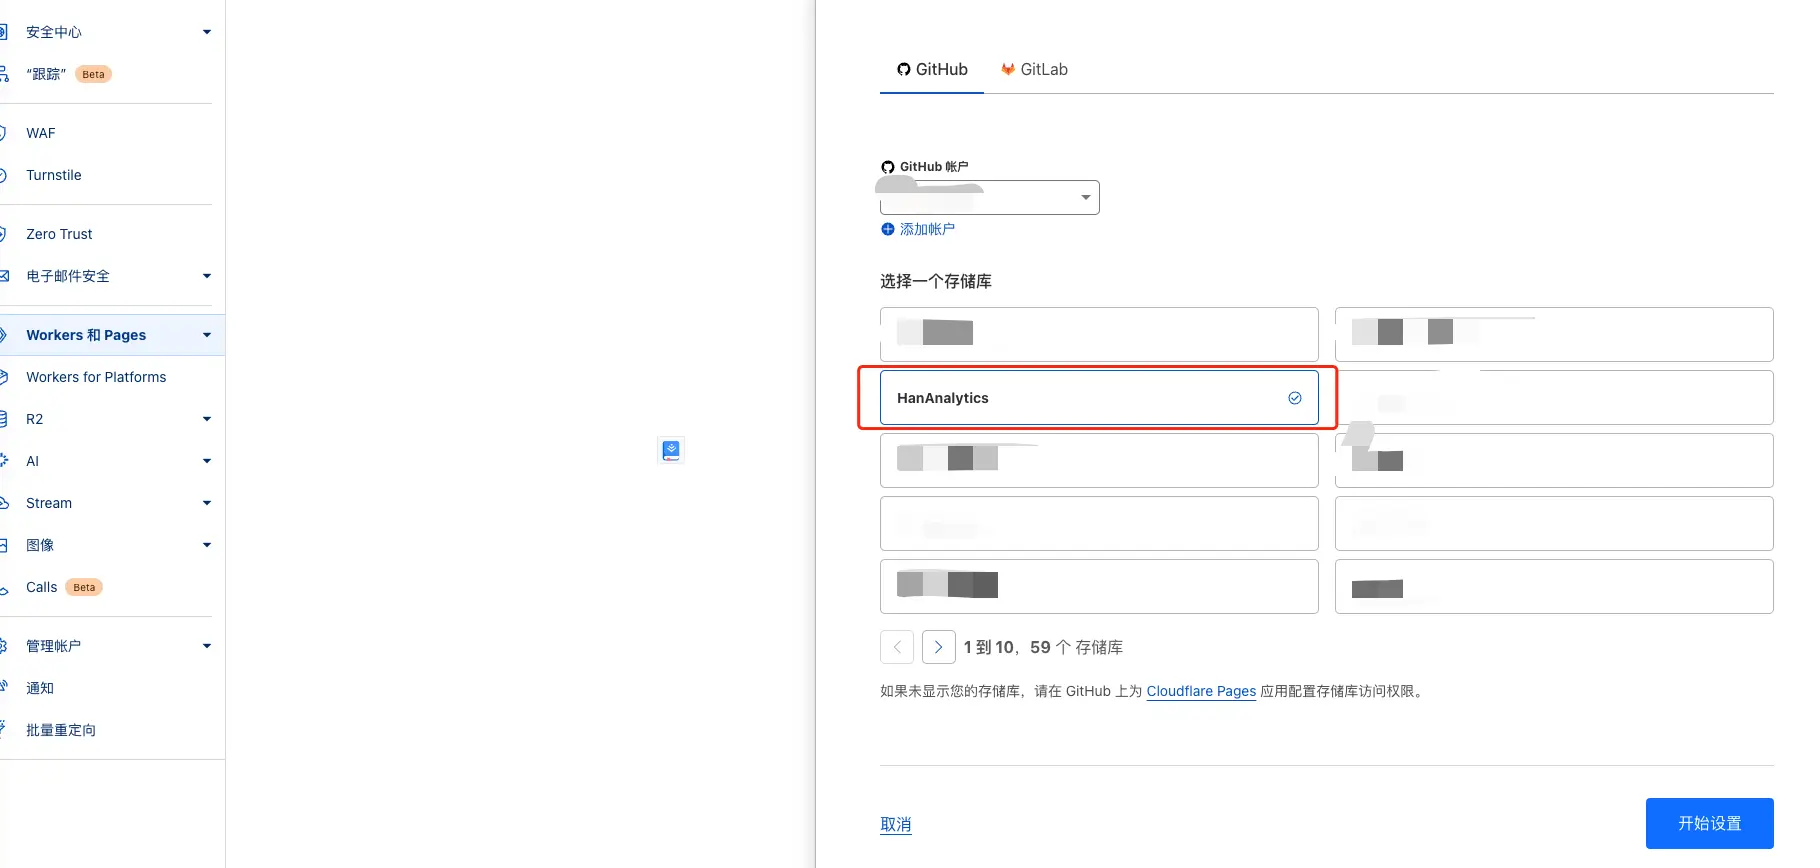 安全中心
“跟踪” Beta
WAF
Turnstile
Zero Trust
电子邮件安全
Workers 和 Pages
Workers for Platforms
R2
AI
Stream
图像
Calls Beta
管理帐户
通知
批量重定向
GitHub GitLab
GitHub 帐户
添加帐户
选择一个存储库
HanAnalytics
1 到 10，59 个 存储库
如果未显示您的存储库，请在 GitHub 上为 Cloudflare Pages 应用配置存储库访问权限。
取消 开始设置